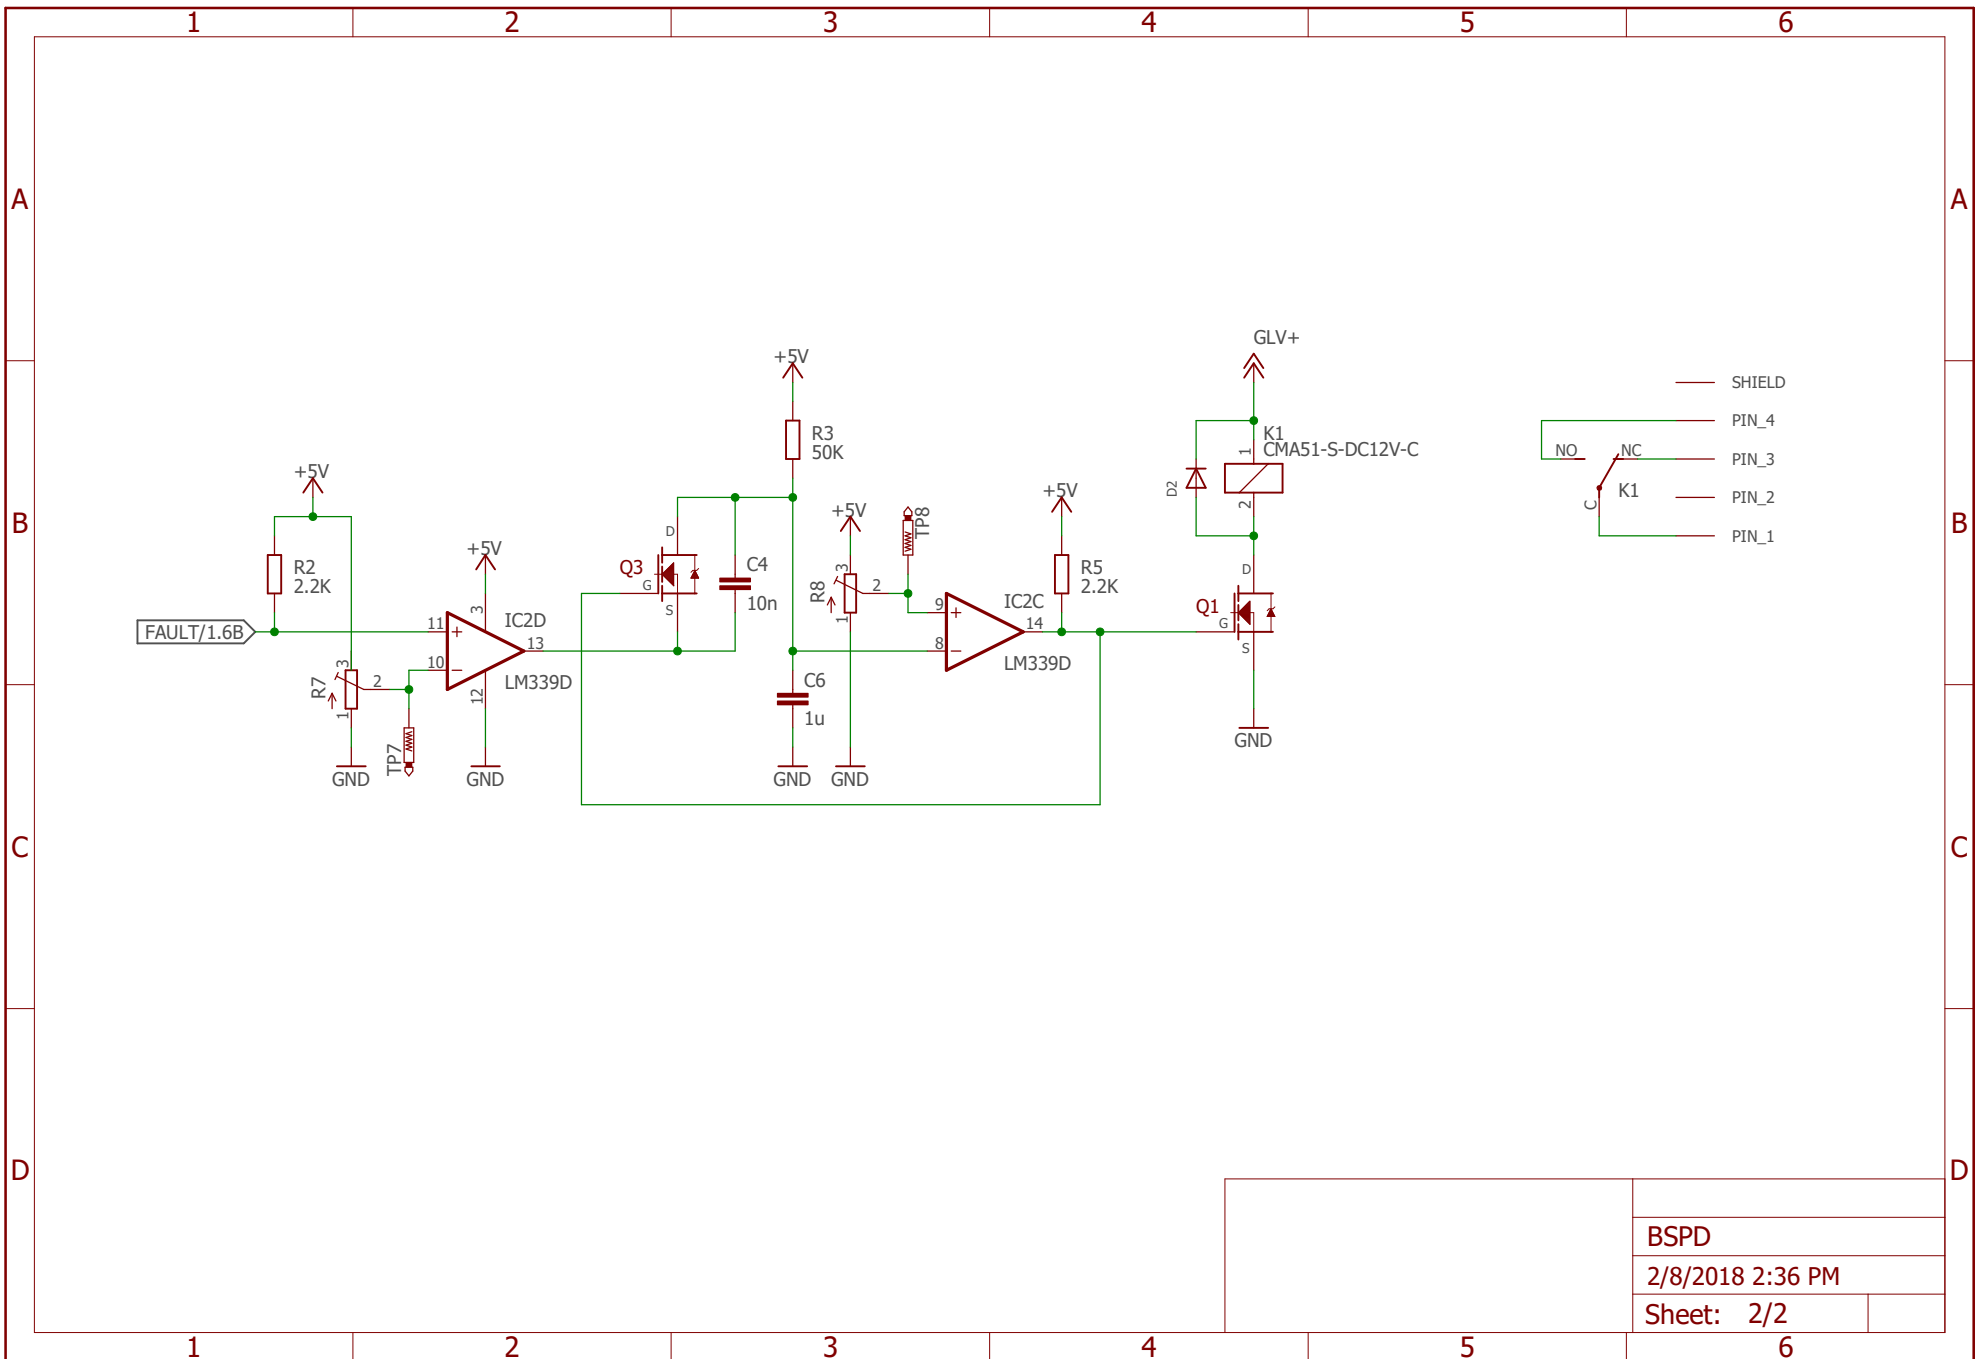 1 2 3 4 5 6
A A
GLV+
+5V
SHIELD
PIN_4
R3
50K
K1
CMA51-S-DC12V-C
1
2
D2
NO NC
PIN_3
K1
C
PIN_2
PIN_1
+5V
+5V
+5V
TP8
B B
+5V
R2
2.2K
Q3
D
G
S
C4
10n
R8
3
2
1
R5
2.2K
D
Q1
G
S
FAULT/1.6B
11
+
10
-
3
12
IC2D
13
LM339D
9
+
8
-
IC2C
14
LM339D
R7
3
2
1
TP7
C6
1u
GND
GND
GND
GND
GND
C C
D D
BSPD
2/8/2018 2:36 PM
Sheet: 2/2
1 2 3 4 5 6